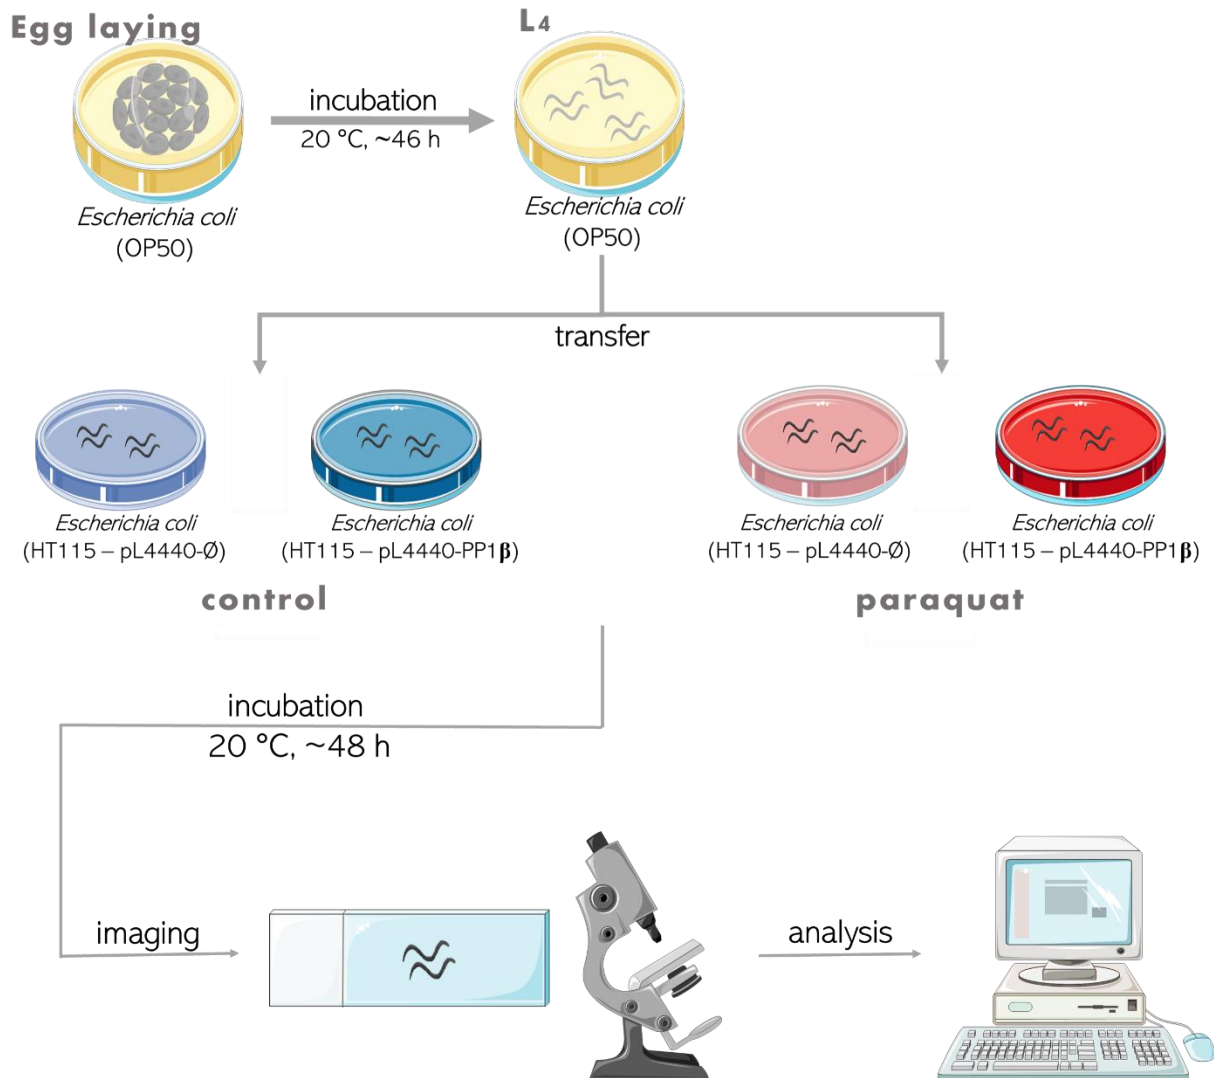 Egg laying
L4
incubation
20 °C, ~46 h
Escherichia coli
(OP50)
Escherichia coli
(OP50)
transfer
Escherichia coli
(HT115 – pL4440-Ø)
Escherichia coli
(HT115 – pL4440-PP1β)
Escherichia coli
(HT115 – pL4440-Ø)
Escherichia coli
(HT115 – pL4440-PP1β)
control
paraquat
incubation
20 °C, ~48 h
imaging
analysis